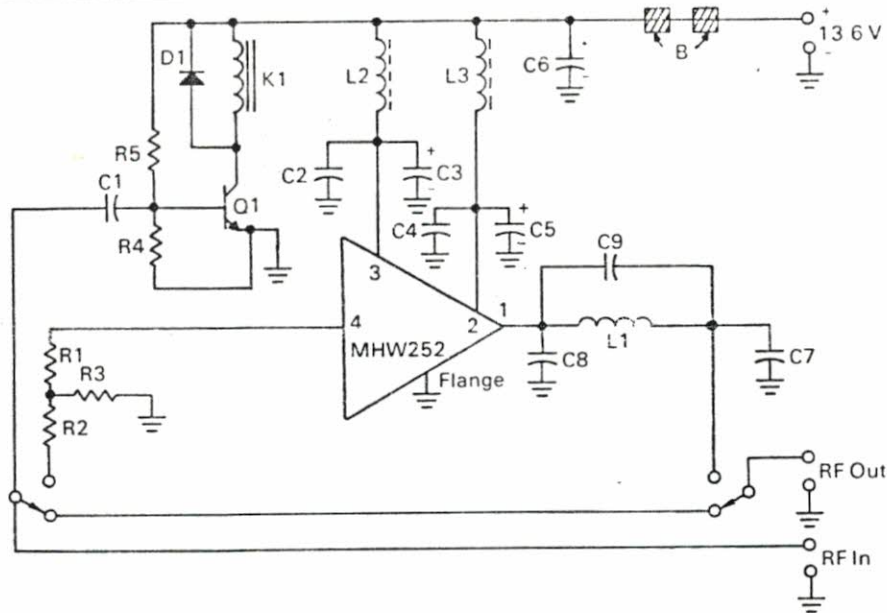 +
13 6 V
-
D1
K1
L2
L3
C6
-
B
R5
C2
+
C3
-
C1
Q1
R4
C4
+
C5
-
C9
3
1
2
4
MHW252
L1
C8
C7
R1
R3
Flange
R2
RF Out
RF In